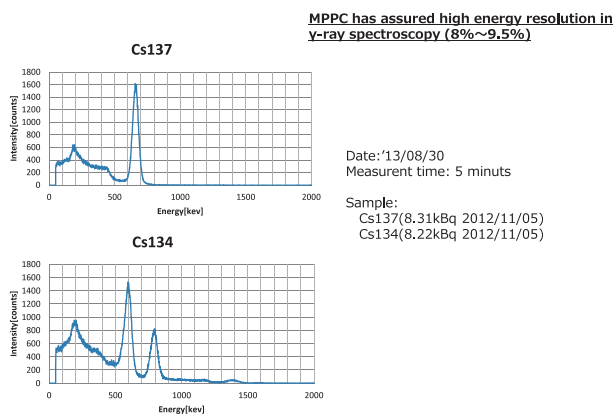 MPPC has assured high energy resolution in
γ-ray spectroscopy (8%～9.5%)
Cs137
Intensity[counts]
1800
1600
1400
1200
1000
800
600
400
200
0
0 500 1000 1500 2000
Energy[kev]
Date:'13/08/30
Measurent time: 5 minuts
Sample:
Cs137(8.31kBq 2012/11/05)
Cs134(8.22kBq 2012/11/05)
Cs134
Intensity[counts]
1800
1600
1400
1200
1000
800
600
400
200
0
0 500 1000 1500 2000
Energy[kev]